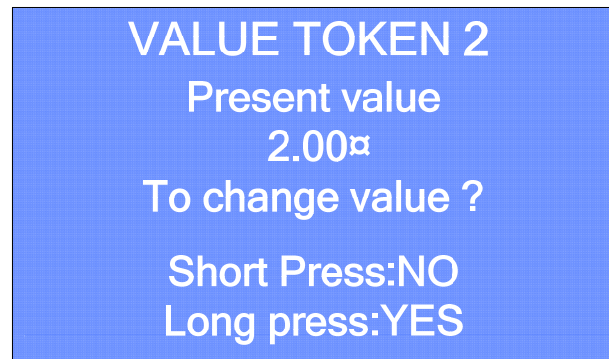 VALUE TOKEN 2
Present value
2.00¤
To change value ?
Short Press:NO
Long press:YES